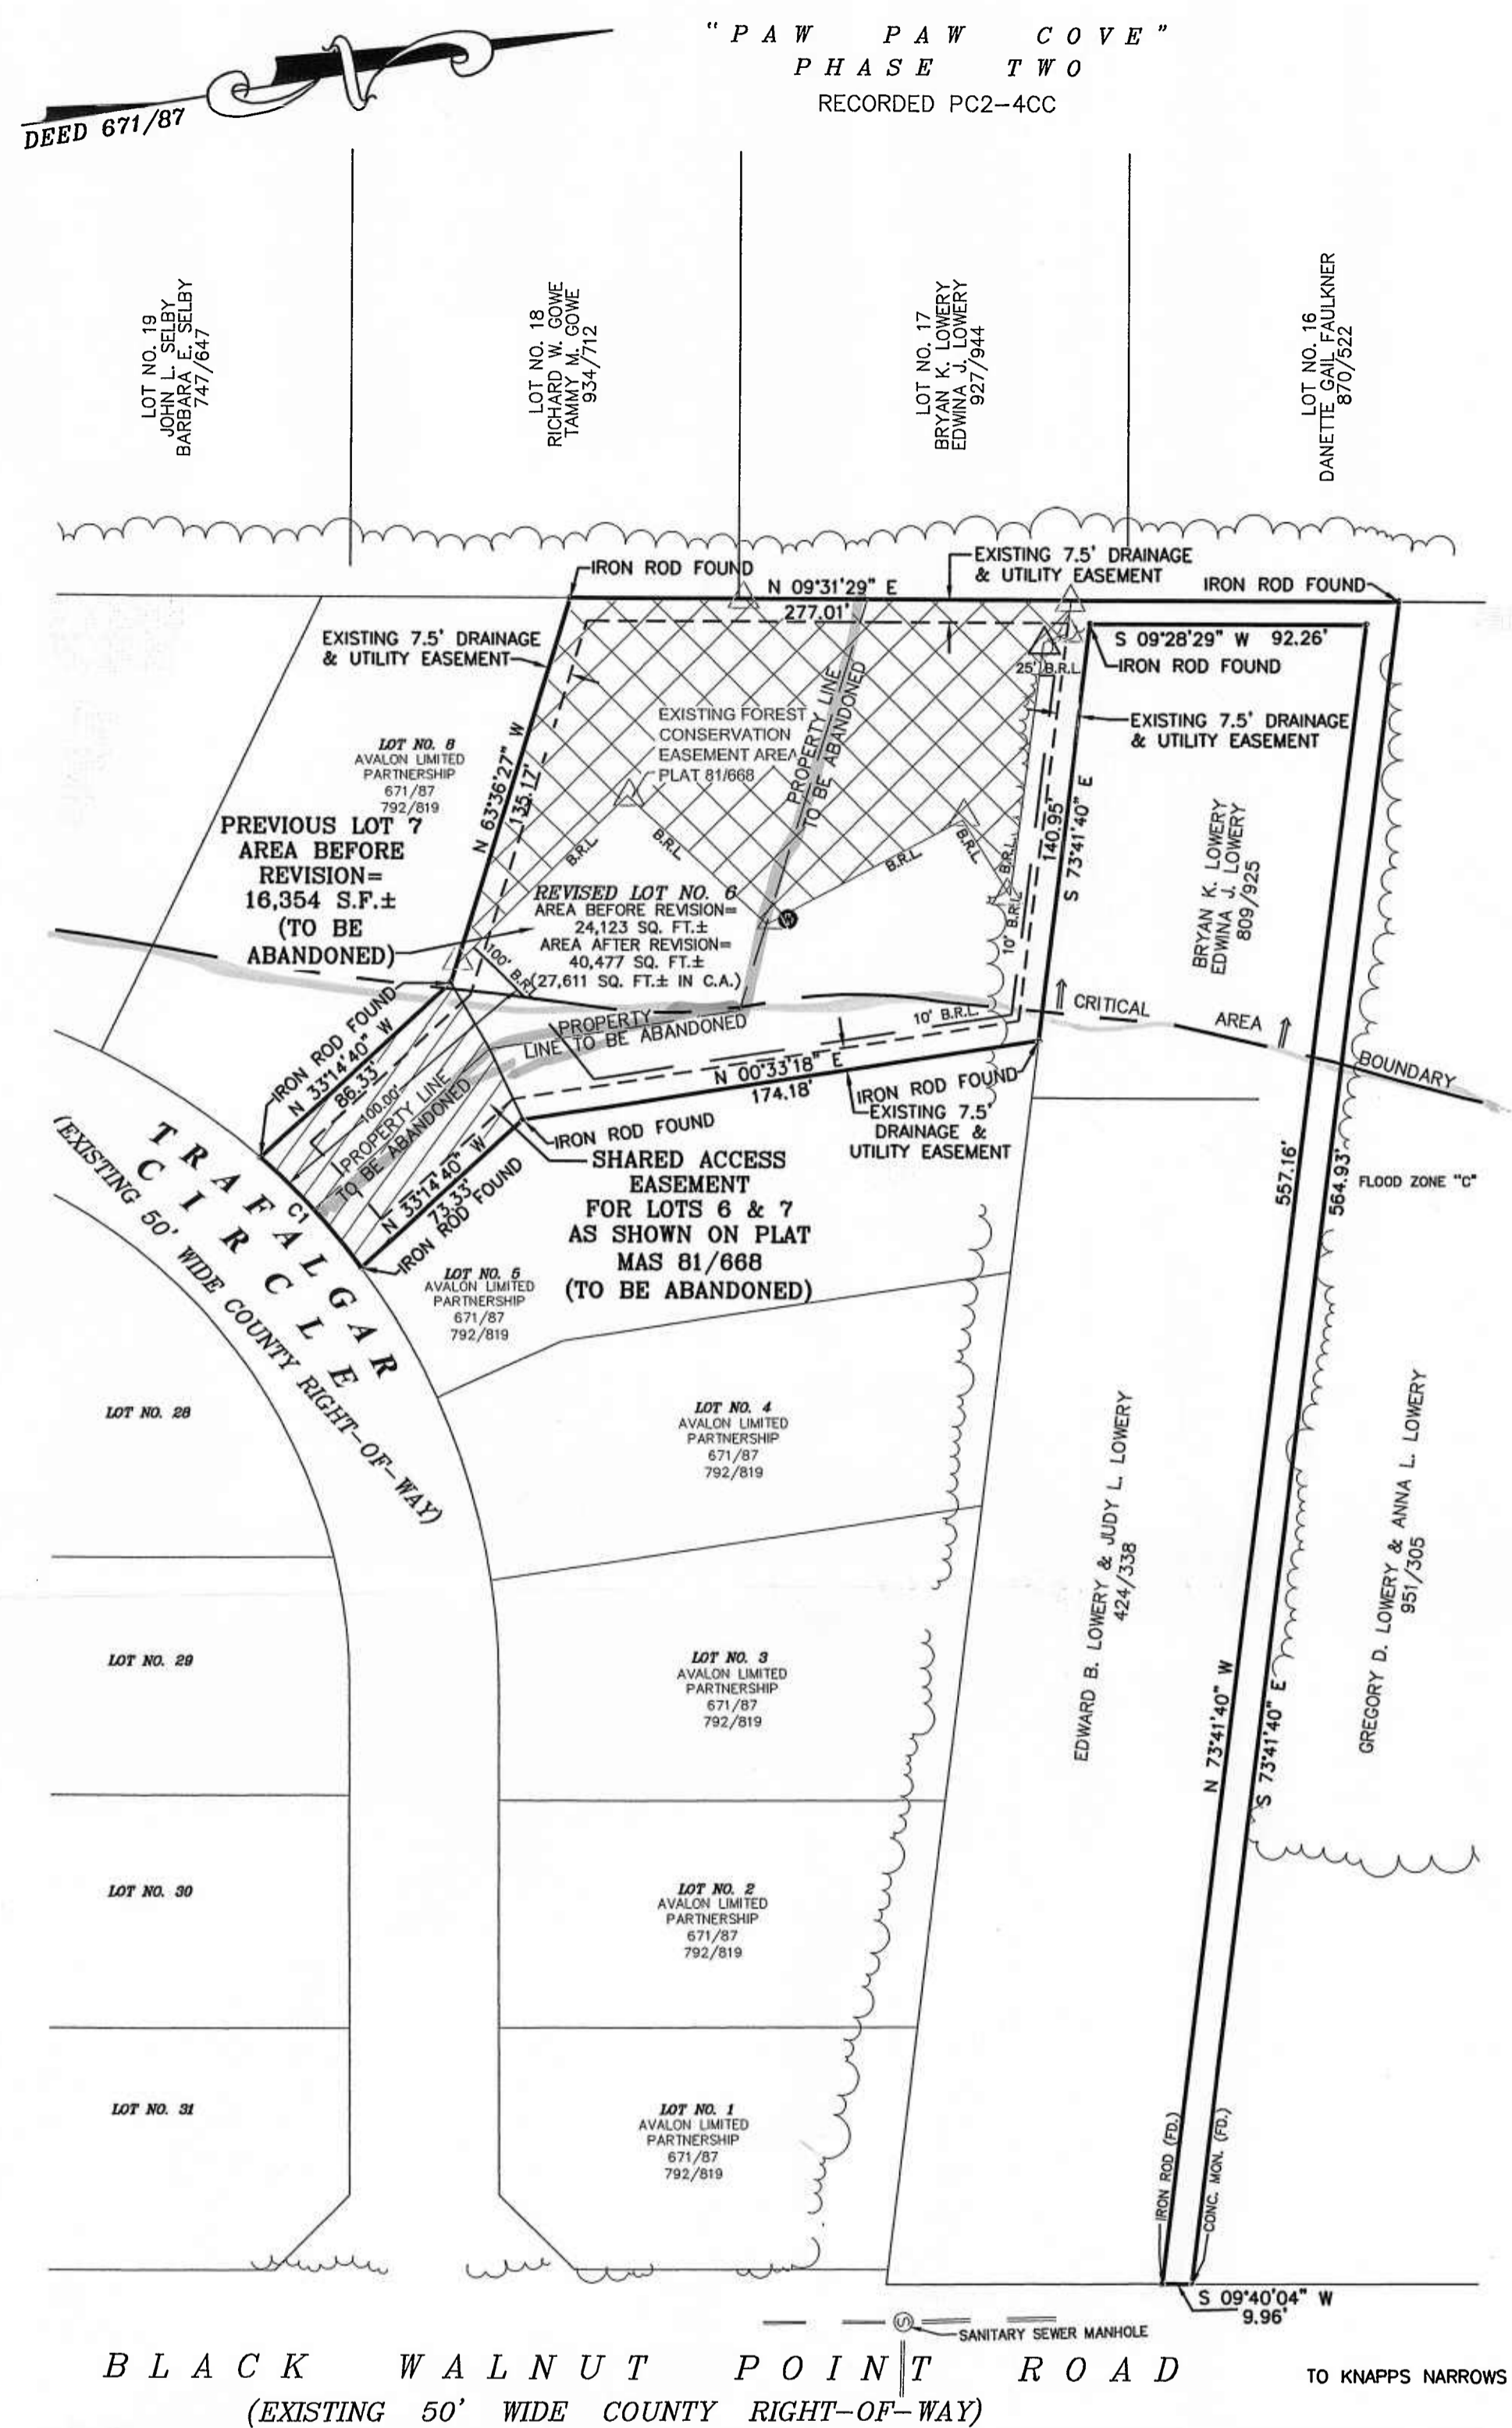 "PAW PAW COVE"
PHASE TWO
RECORDED PC2-4CC
DEED 671/87
LOT NO. 19
JOHN L. SELBY
BARBARA E. SELBY
747/647
LOT NO. 18
RICHARD W. GOWE
TAMMY M. GOWE
934/712
LOT NO. 17
BRYAN K. LOWERY
EDWINA J. LOWERY
927/944
LOT NO. 16
DANETTE GAIL FAULKNER
870/522
IRON ROD FOUND
N 09°31'29" E
277.01'
EXISTING 7.5' DRAINAGE
& UTILITY EASEMENT
IRON ROD FOUND
EXISTING 7.5' DRAINAGE
& UTILITY EASEMENT
S 09°28'29" W 92.26'
IRON ROD FOUND
25' B.R.L.
EXISTING FOREST
CONSERVATION
EASEMENT AREA
PLAT 81/668
PROPERTY LINE
TO BE ABANDONED
EXISTING 7.5' DRAINAGE
& UTILITY EASEMENT
LOT NO. 8
AVALON LIMITED
PARTNERSHIP
671/87
792/819
N 63°36'27" W
135.17'
PREVIOUS LOT 7
AREA BEFORE
REVISION=
16,354 S.F.±
(TO BE
ABANDONED)
B.R.L.
B.R.L.
B.R.L.
B.R.L.
B.R.L.
10' B.R.L.
140.95'
S 73°41'40" E
BRYAN K. LOWERY
EDWINA J. LOWERY
809/925
REVISED LOT NO. 6
AREA BEFORE REVISION=
24,123 SQ. FT.±
AREA AFTER REVISION=
40,477 SQ. FT.±
(27,611 SQ. FT.± IN C.A.)
100' B.R.L.
PROPERTY
LINE TO BE ABANDONED
10' B.R.L.
CRITICAL AREA BOUNDARY
N 00°33'18" E
174.18'
IRON ROD FOUND
EXISTING 7.5'
DRAINAGE &
UTILITY EASEMENT
IRON ROD FOUND
N 33°14'40" W
86.33'
100.00'
PROPERTY LINE
TO BE ABANDONED
N 33°14'40" W
73.33'
IRON ROD FOUND
IRON ROD FOUND
C1
SHARED ACCESS
EASEMENT
FOR LOTS 6 & 7
AS SHOWN ON PLAT
MAS 81/668
(TO BE ABANDONED)
TRAFALGAR
CIRCLE
(EXISTING 50' WIDE COUNTY RIGHT-OF-WAY)
557.16'
564.93'
FLOOD ZONE "C"
LOT NO. 5
AVALON LIMITED
PARTNERSHIP
671/87
792/819
LOT NO. 28
LOT NO. 4
AVALON LIMITED
PARTNERSHIP
671/87
792/819
EDWARD B. LOWERY & JUDY L. LOWERY
424/338
GREGORY D. LOWERY & ANNA L. LOWERY
951/305
LOT NO. 29
LOT NO. 3
AVALON LIMITED
PARTNERSHIP
671/87
792/819
N 73°41'40" W
S 73°41'40" E
LOT NO. 30
LOT NO. 2
AVALON LIMITED
PARTNERSHIP
671/87
792/819
LOT NO. 31
LOT NO. 1
AVALON LIMITED
PARTNERSHIP
671/87
792/819
IRON ROD (FD.)
CONC. MON. (FD.)
S 09°40'04" W
9.96'
S
SANITARY SEWER MANHOLE
BLACK WALNUT POINT ROAD
TO KNAPPS NARROWS
(EXISTING 50' WIDE COUNTY RIGHT-OF-WAY)